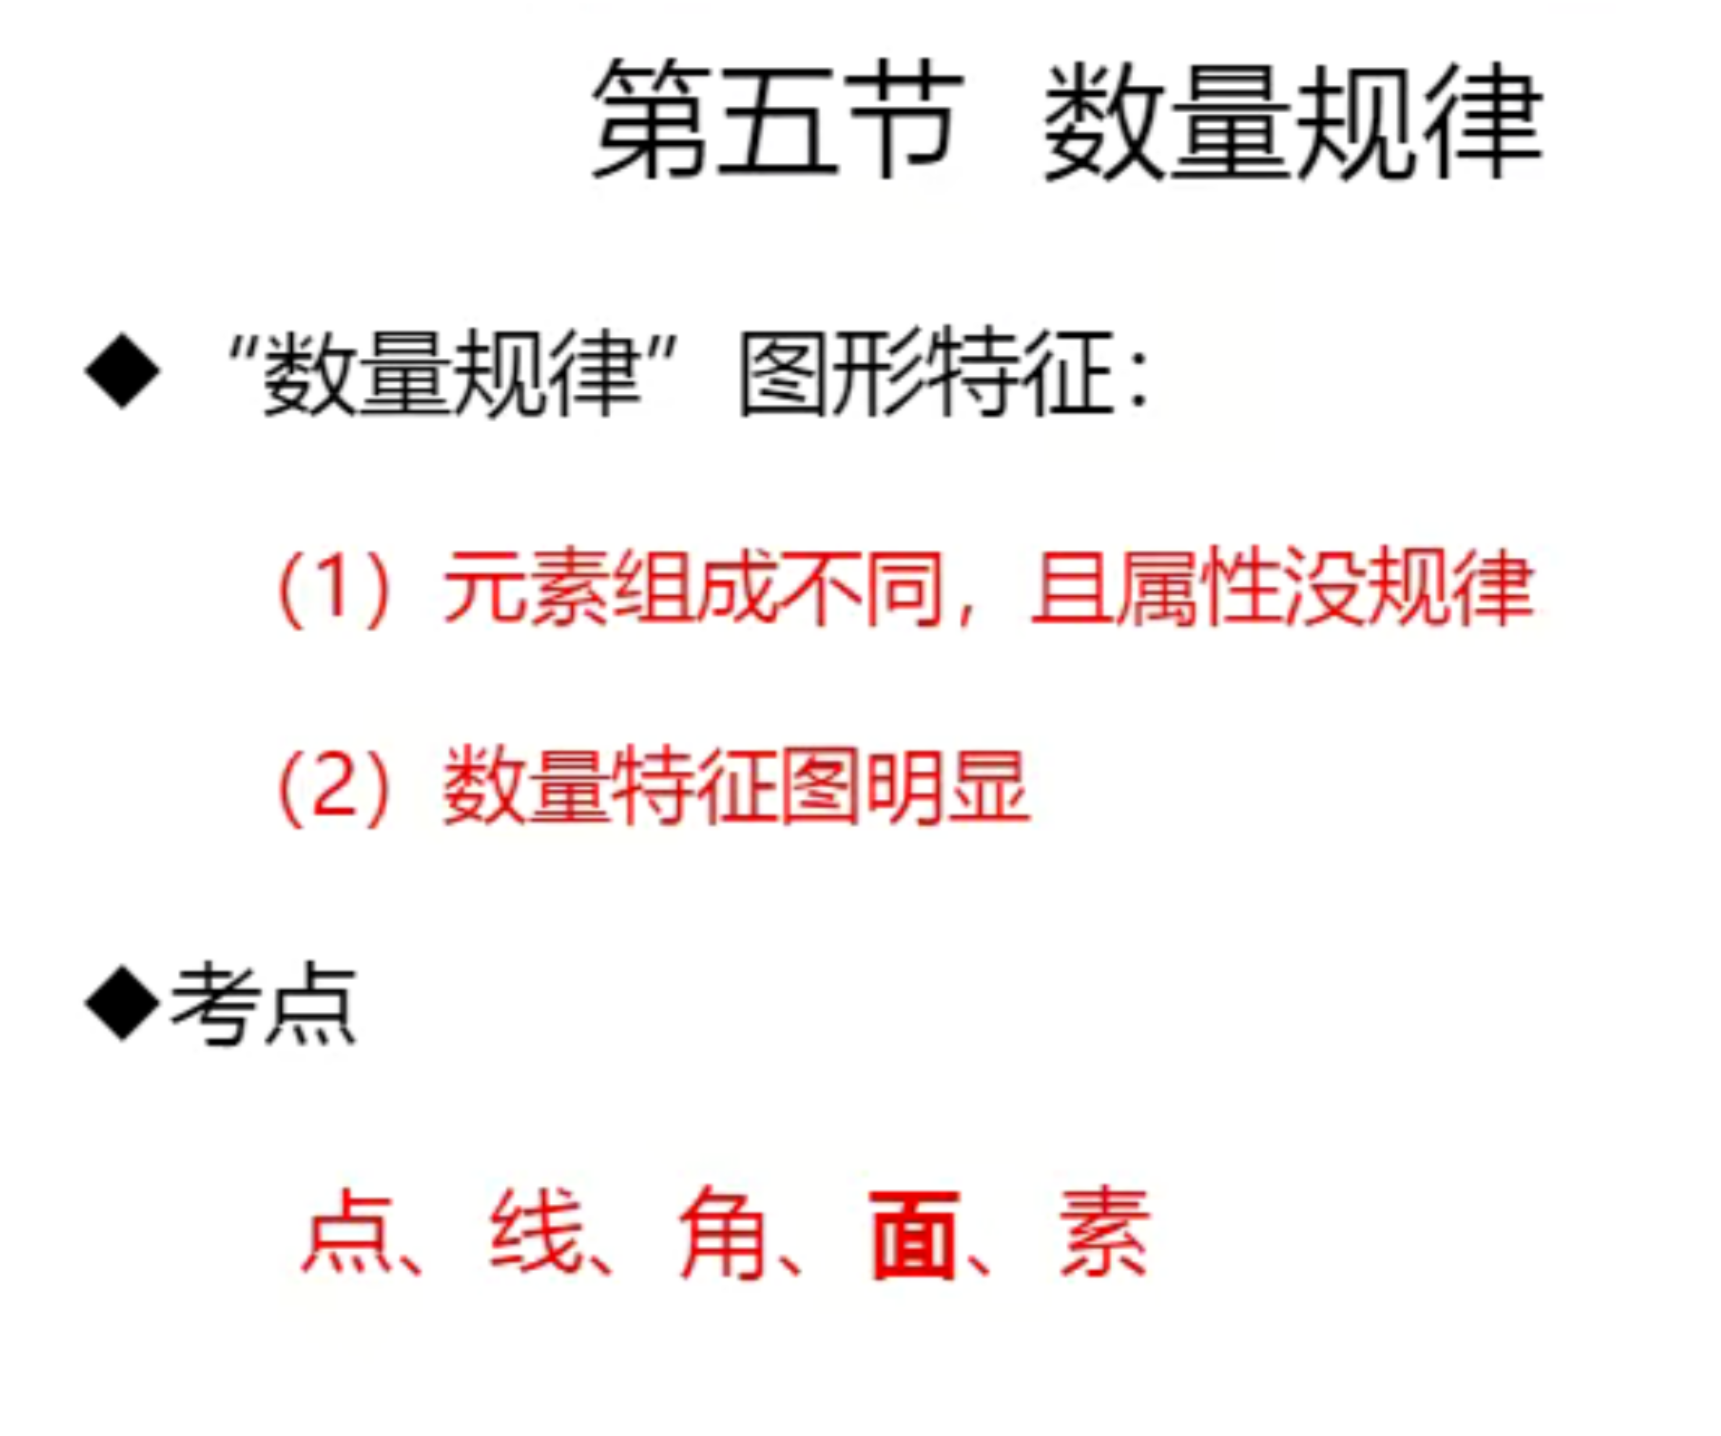 第五节 数量规律
◆ “数量规律” 图形特征：
（1）元素组成不同，且属性没规律
（2）数量特征图明显
◆考点
点、线、角、面、素